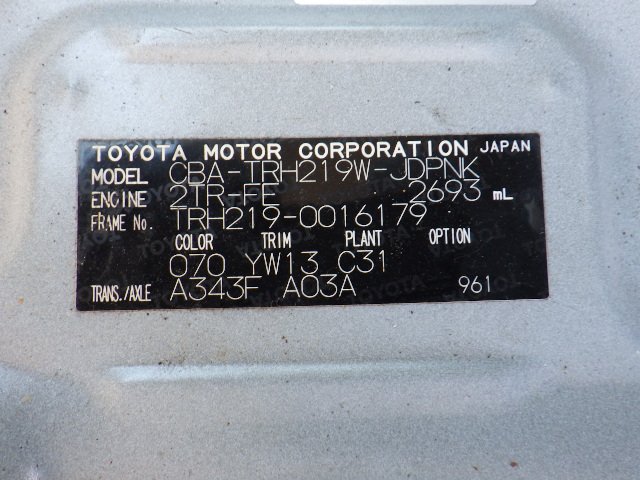 TOYOTA MOTOR CORPORATION JAPAN
MODEL CBA-TRH219W-JDPNK
ENGINE 2TR-FE 2693 mL
FRAME No. TRH219-0016179
COLOR TRIM PLANT OPTION
070 YW13 C31
TRANS./AXLE A343F A03A 961